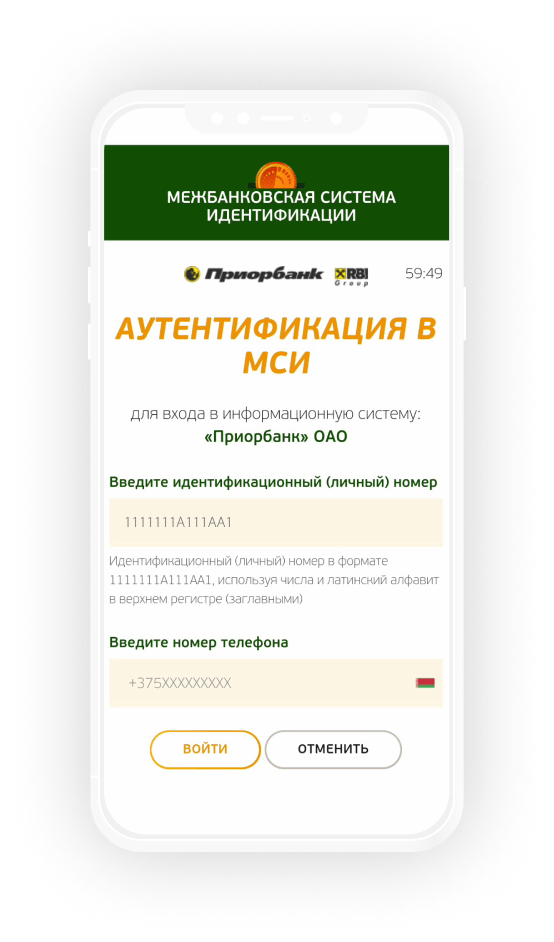 МЕЖБАНКОВСКАЯ СИСТЕМА
ИДЕНТИФИКАЦИИ
Приорбанк RBI Group 59:49
АУТЕНТИФИКАЦИЯ В
МСИ
для входа в информационную систему:
«Приорбанк» ОАО
Введите идентификационный (личный) номер
1111111A111AA1
Идентификационный (личный) номер в формате
1111111A111AA1, используя числа и латинский алфавит
в верхнем регистре (заглавными)
Введите номер телефона
+375XXXXXXXXX
ВОЙТИ ОТМЕНИТЬ